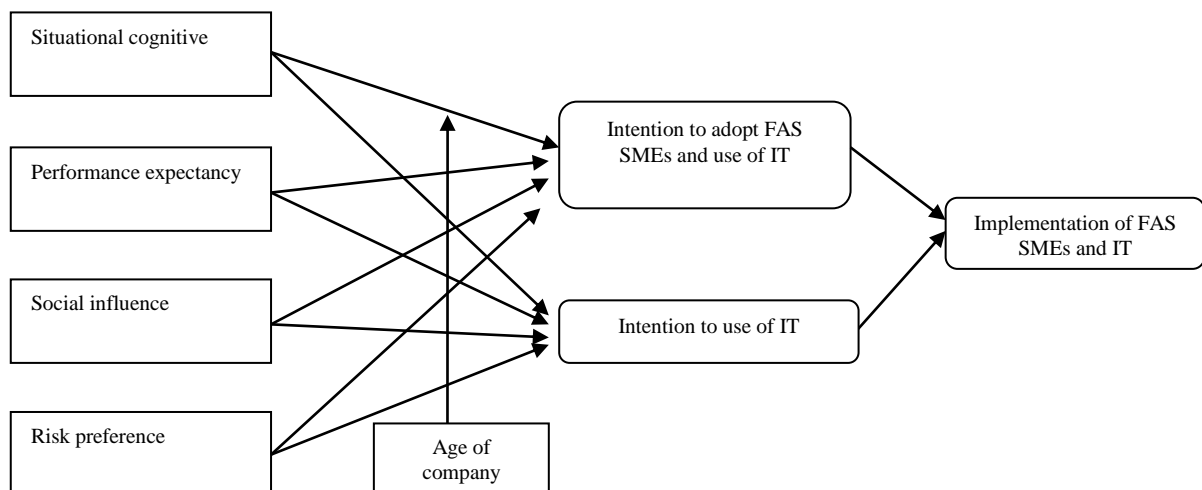 Situational cognitive
Performance expectancy
Social influence
Risk preference
Age of
company
Intention to adopt FAS
SMEs and use of IT
Intention to use of IT
Implementation of FAS
SMEs and IT